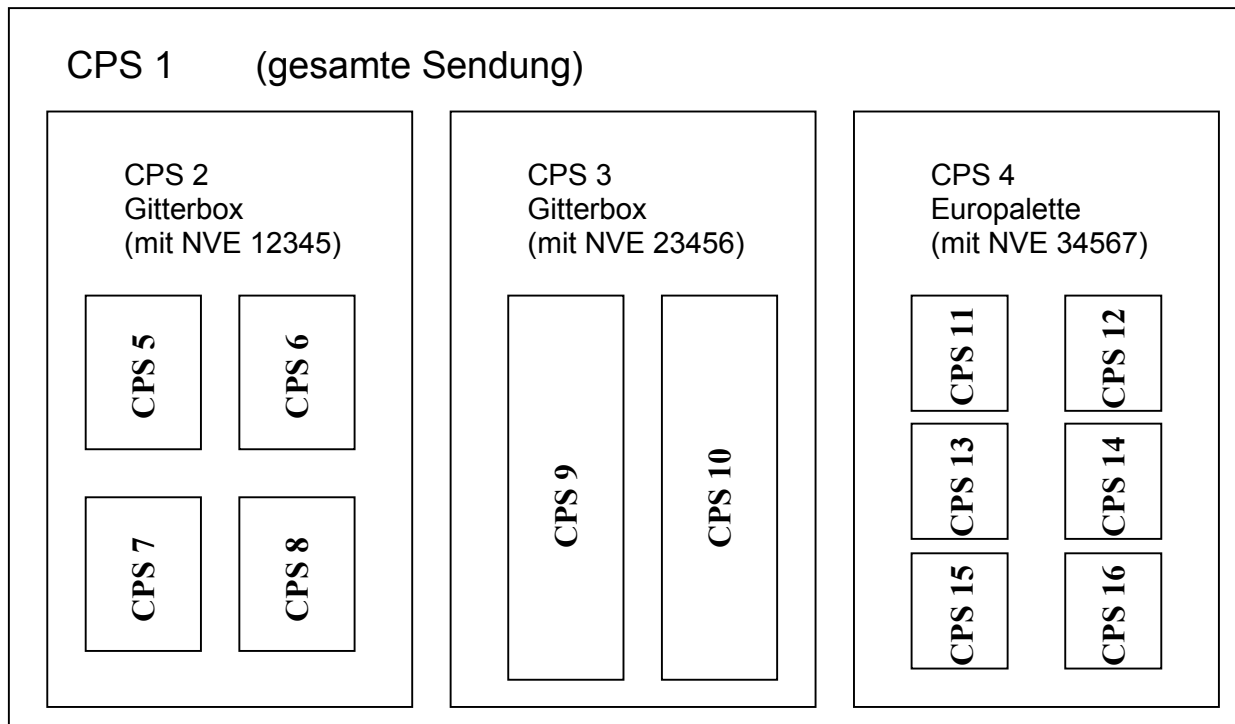 CPS 1 (gesamte Sendung)
CPS 2
Gitterbox
(mit NVE 12345)
CPS 5
CPS 6
CPS 7
CPS 8
CPS 3
Gitterbox
(mit NVE 23456)
CPS 9
CPS 10
CPS 4
Europalette
(mit NVE 34567)
CPS 11
CPS 12
CPS 13
CPS 14
CPS 15
CPS 16